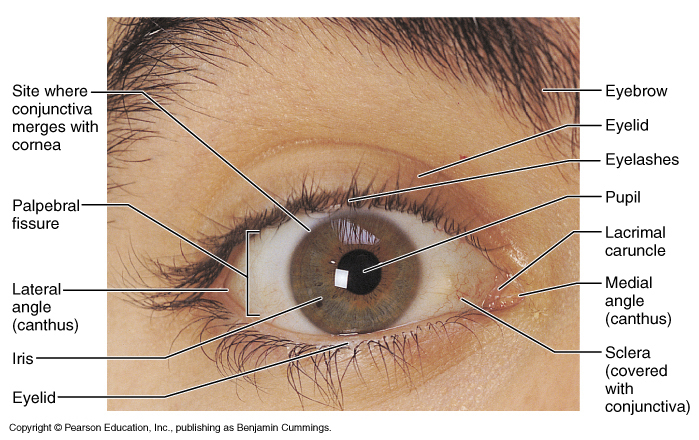 Site where
conjunctiva
merges with
cornea
Palpebral
fissure
Lateral
angle
(canthus)
Iris
Eyelid
Eyebrow
Eyelid
Eyelashes
Pupil
Lacrimal
caruncle
Medial
angle
(canthus)
Sclera
(covered
with
conjunctiva)
Copyright © Pearson Education, Inc., publishing as Benjamin Cummings.